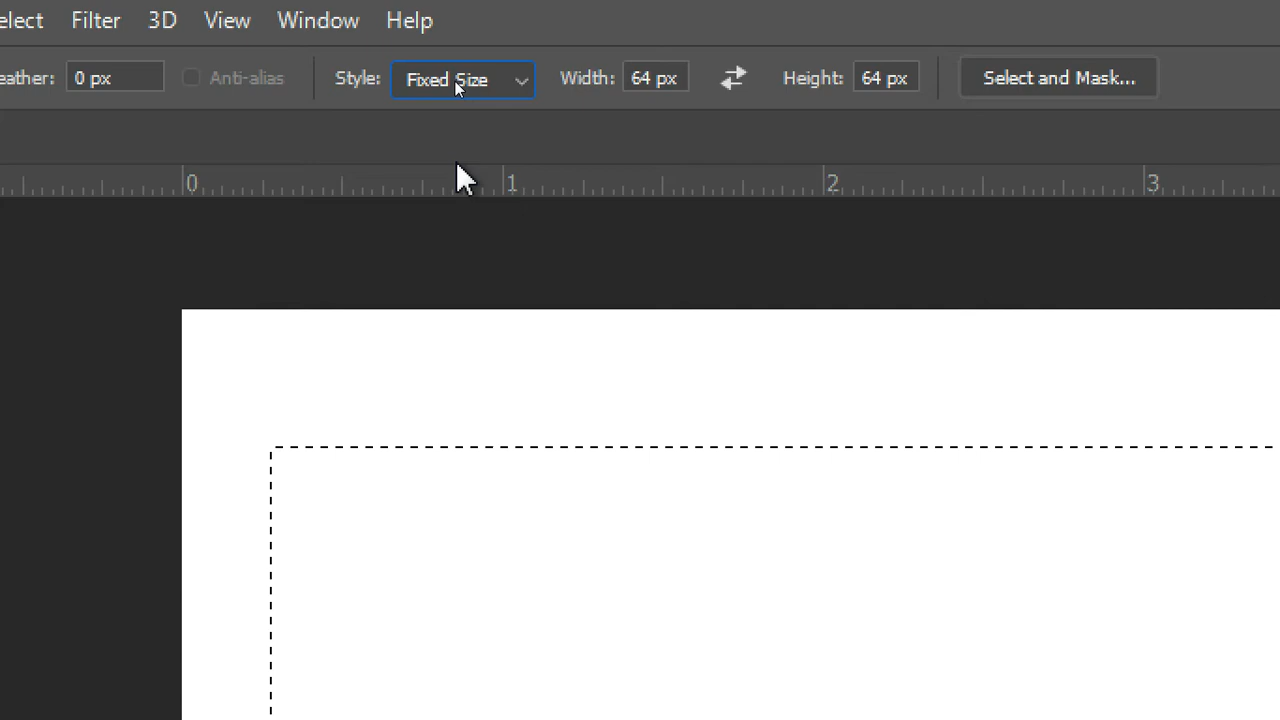 elect Filter 3D View Window Help
eather: 0 px Anti-alias Style: Fixed Size Width: 64 px Height: 64 px Select and Mask...
0 1 2 3